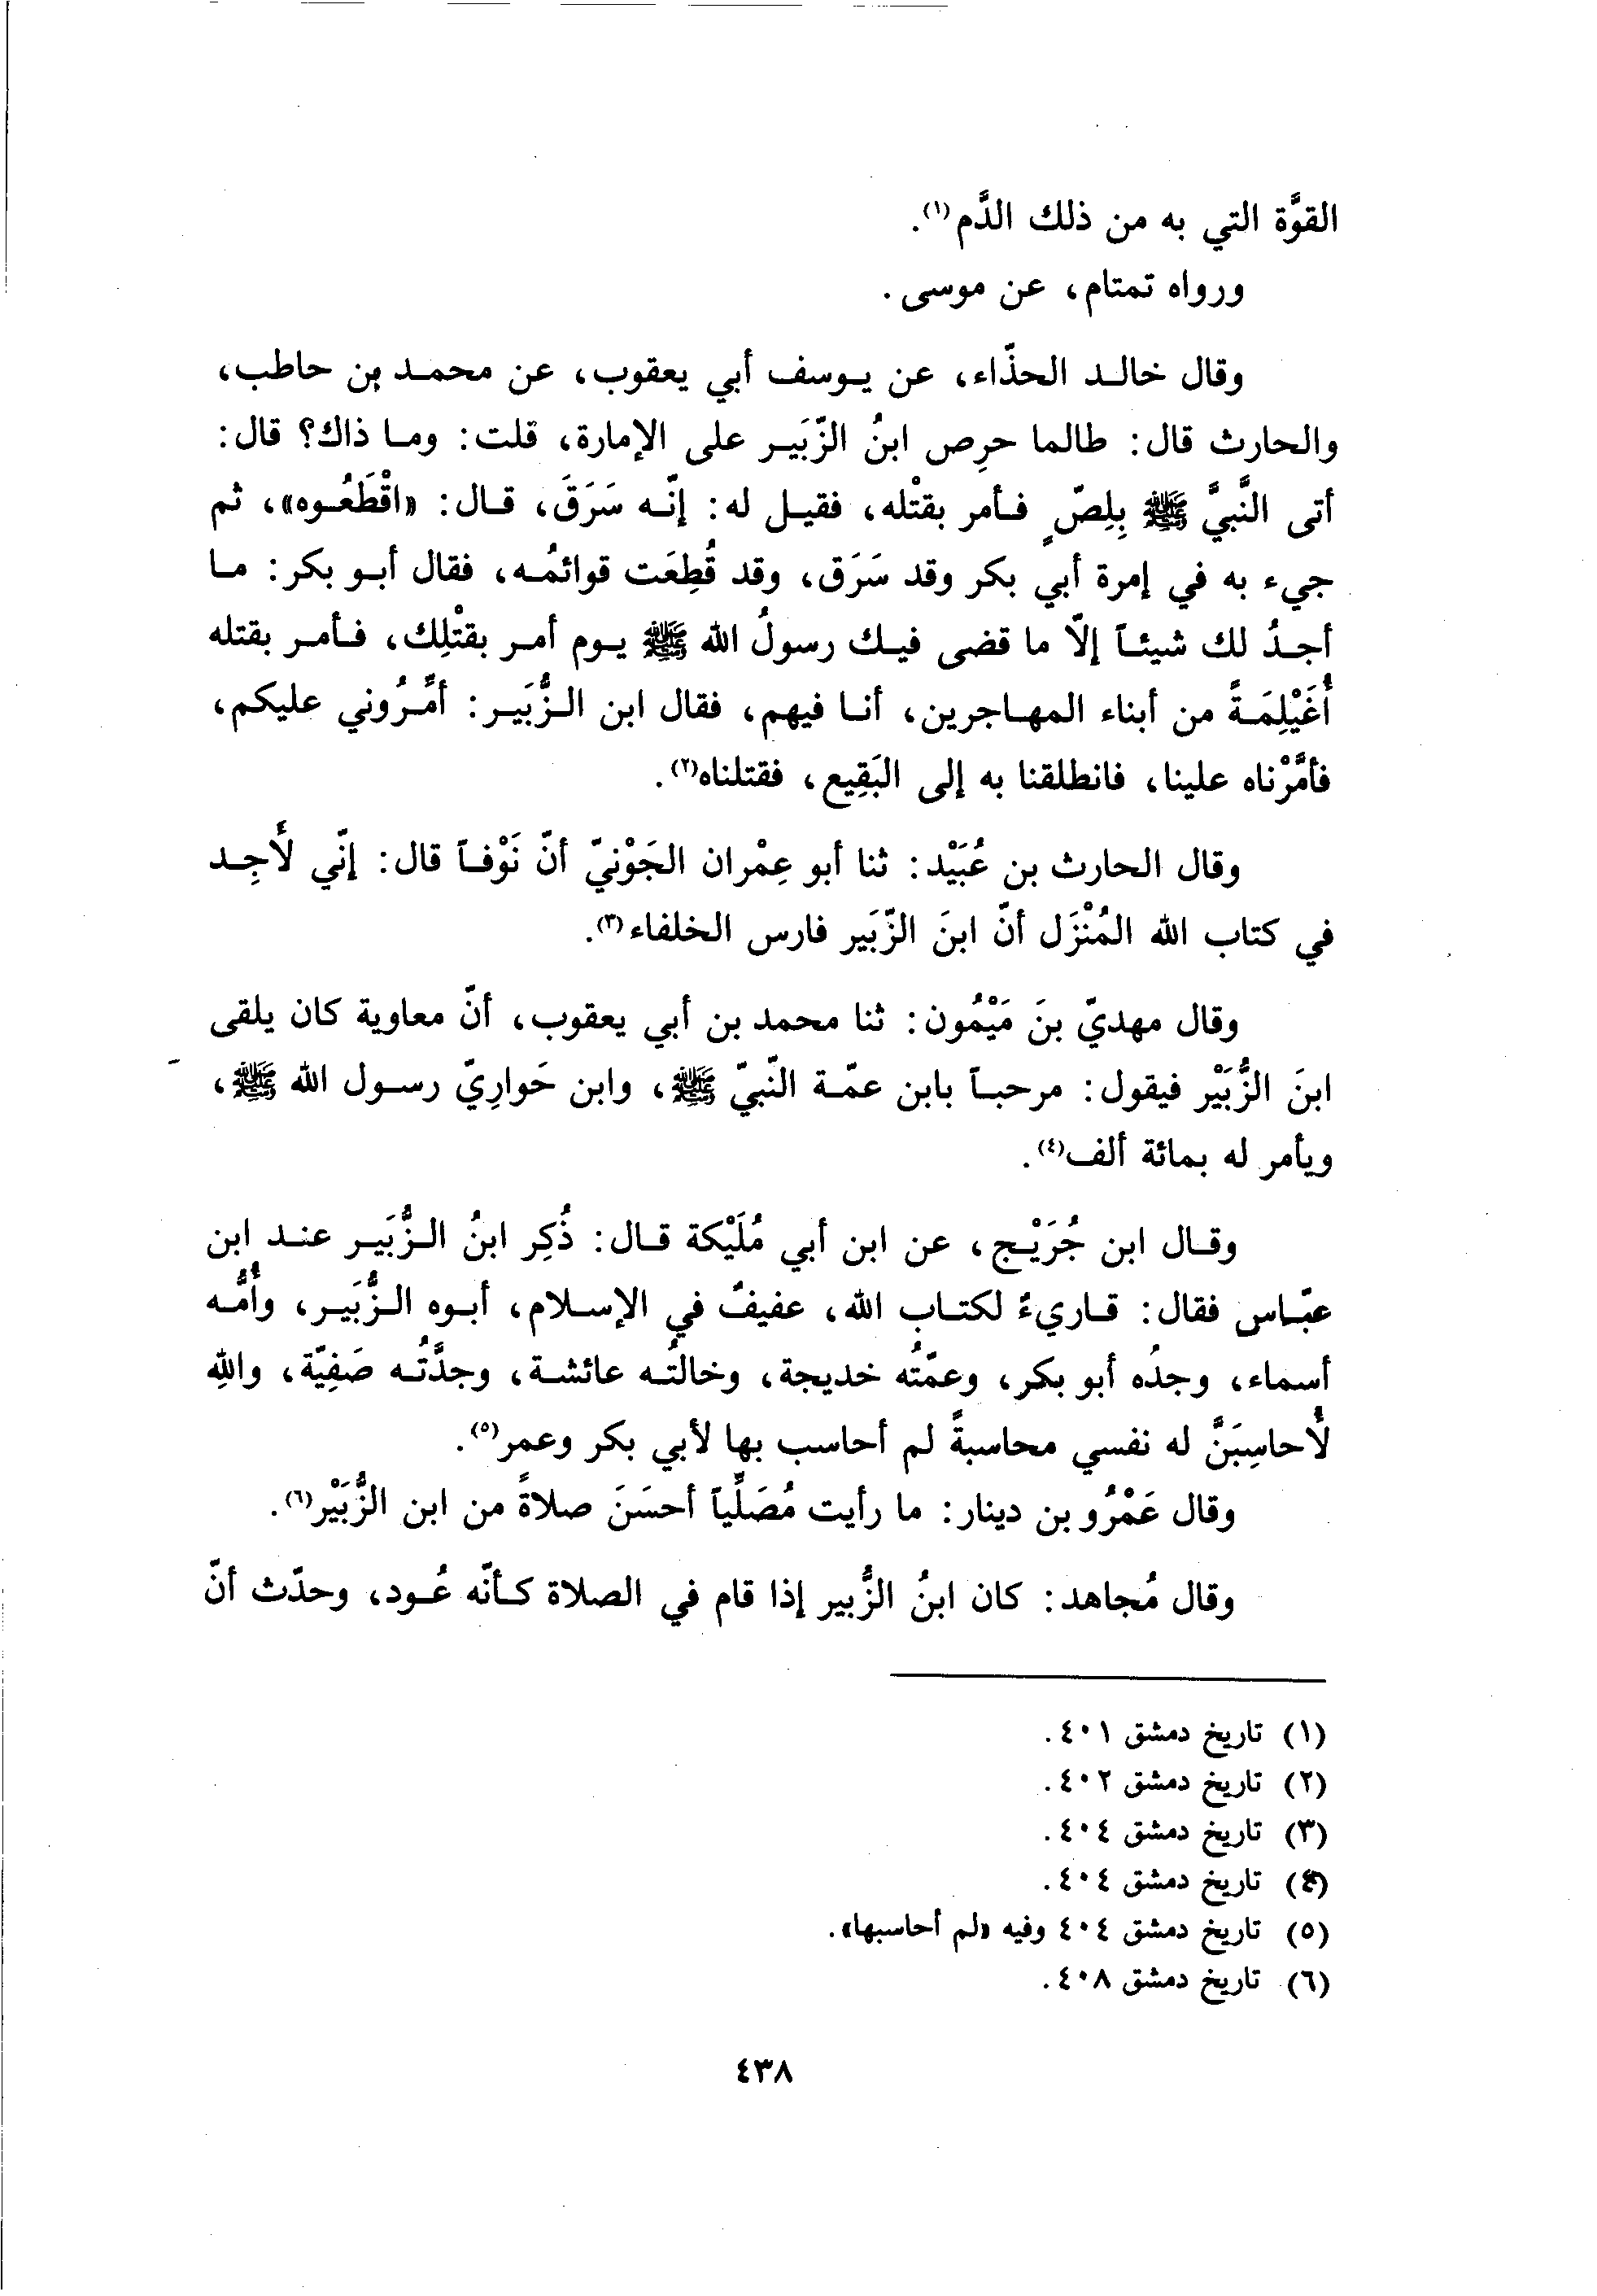 القوَّة التي به من ذلك الدَّم(١).
ورواه تمتام، عن موسى.
وقال خالد الحذّاء، عن يوسف أبي يعقوب، عن محمد بن حاطب،
والحارث قال: طالما حرِص ابنُ الزّبَير على الإمارة، قلت: وما ذاك؟ قال:
أتى النَّبيَّ ﷺ بِلِصّ فأمر بقتْله، فقيل له: إنّه سَرَقَ، قال: «اقْطَعُوه»، ثم
جيء به في إمرة أبي بكر وقد سَرَق، وقد قُطِعَت قوائمُه، فقال أبو بكر: ما
أجدُ لك شيئاً إلّا ما قضى فيك رسولُ الله ﷺ يوم أمر بقتْلِك، فأمر بقتله
أُغَيْلِمَةً من أبناء المهاجرين، أنا فيهم، فقال ابن الزُّبَير: أمِّرُوني عليكم،
فأمَّرْناه علينا، فانطلقنا به إلى البَقِيع، فقتلناه(٢).
وقال الحارث بن عُبَيْد: ثنا أبو عِمْران الجَوْنيّ أنّ نَوْفاً قال: إنّي لَأَجِد
في كتاب الله المُنْزَل أنّ ابنَ الزّبَير فارس الخلفاء(٣).
وقال مهديّ بنَ مَيْمُون: ثنا محمد بن أبي يعقوب، أنّ معاوية كان يلقى
ابنَ الزُّبَيْر فيقول: مرحباً بابن عمّة النّبيّ ﷺ، وابن حَوارِيّ رسول الله ﷺ،
ويأمر له بمائة ألف(٤).
وقال ابن جُرَيْج، عن ابن أبي مُلَيْكة قال: ذُكِر ابنُ الزُّبَير عند ابن
عبّاس فقال: قاريءٌ لكتاب الله، عفيفٌ في الإسلام، أبوه الزُّبَير، وأُمُّه
أسماء، وجدُه أبو بكر، وعمّتُه خديجة، وخالتُه عائشة، وجدَّتُه صَفِيّة، واللهِ
لَأُحاسِبَنَّ له نفسي محاسبةً لم أحاسب بها لأبي بكر وعمر(٥).
وقال عَمْرُو بن دينار: ما رأيت مُصَلِّياً أحسَنَ صلاةً من ابن الزُّبَيْر(٦).
وقال مُجاهد: كان ابنُ الزُّبير إذا قام في الصلاة كأنّه عُود، وحدّث أنّ
(١) تاريخ دمشق ٤٠١.
(٢) تاريخ دمشق ٤٠٢.
(٣) تاريخ دمشق ٤٠٤.
(٤) تاريخ دمشق ٤٠٤.
(٥) تاريخ دمشق ٤٠٤ وفيه «لم أحاسبها».
(٦) تاريخ دمشق ٤٠٨.
٤٣٨